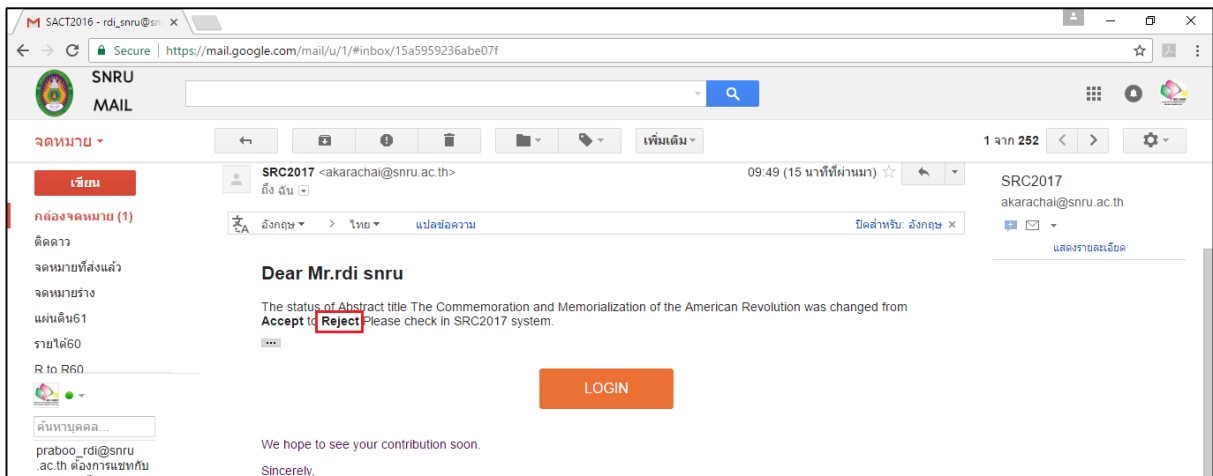 SACT2016 - rdi_snru@sn
Secure | https://mail.google.com/mail/u/1/#inbox/15a5959236abe07f
SNRU
MAIL
จดหมาย
เพิ่มเติม
1 จาก 252
เขียน
กล่องจดหมาย (1)
ติดดาว
จดหมายที่ส่งแล้ว
จดหมายร่าง
แผ่นดิน61
รายได้60
R to R60
ค้นหาบุคคล...
praboo_rdi@snru
.ac.th ต้องการแชทกับ
SRC2017 <akarachai@snru.ac.th>
09:49 (15 นาทีที่ผ่านมา)
ถึง ฉัน
อังกฤษ > ไทย แปลข้อความ
ปิดสำหรับ: อังกฤษ ×
Dear Mr.rdi snru
The status of Abstract title The Commemoration and Memorialization of the American Revolution was changed from
Accept to Reject Please check in SRC2017 system.
LOGIN
We hope to see your contribution soon.
Sincerely,
SRC2017
akarachai@snru.ac.th
แสดงรายละเอียด